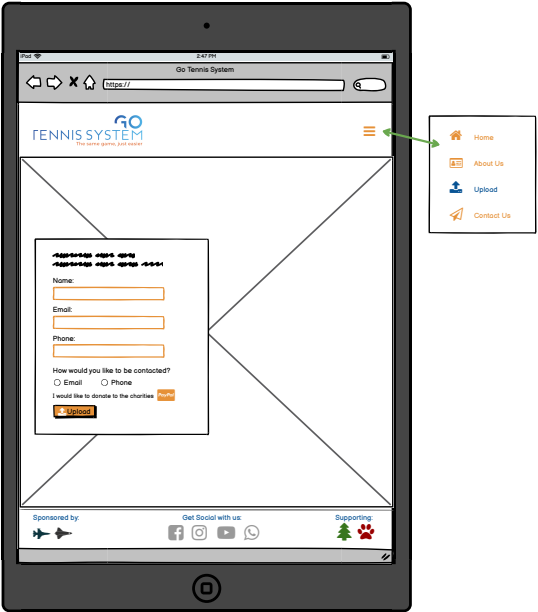 iPad
2:47 PM
Go Tennis System
https://
GO
TENNIS SYSTEM
The same game, just easier
Home
About Us
Upload
Contact Us
Name:
Email:
Phone:
How would you like to be contacted?
Email Phone
I would like to donate to the charities PayPal
Upload
Sponsored by:
Get Social with us:
Supporting: